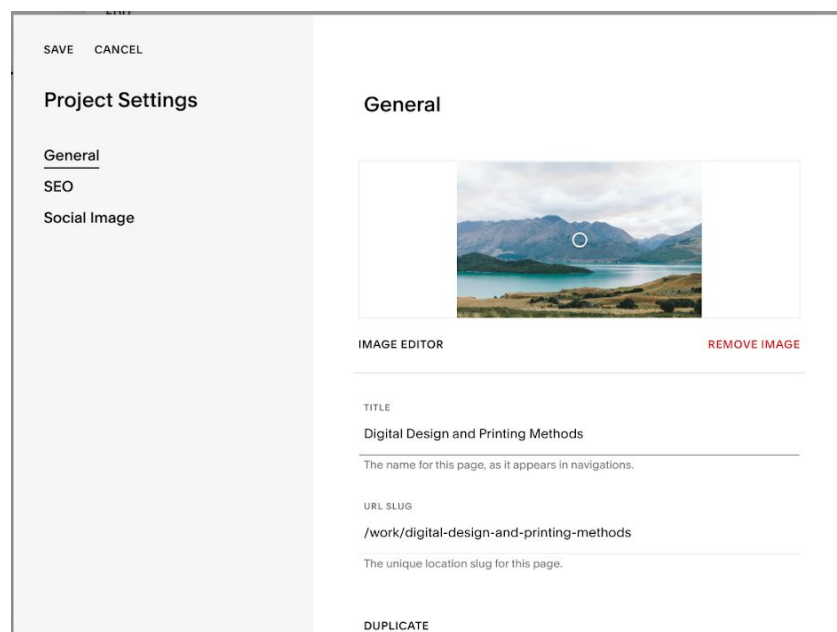 SAVE CANCEL
Project Settings
General
SEO
Social Image
General
IMAGE EDITOR REMOVE IMAGE
TITLE
Digital Design and Printing Methods
The name for this page, as it appears in navigations.
URL SLUG
/work/digital-design-and-printing-methods
The unique location slug for this page.
DUPLICATE